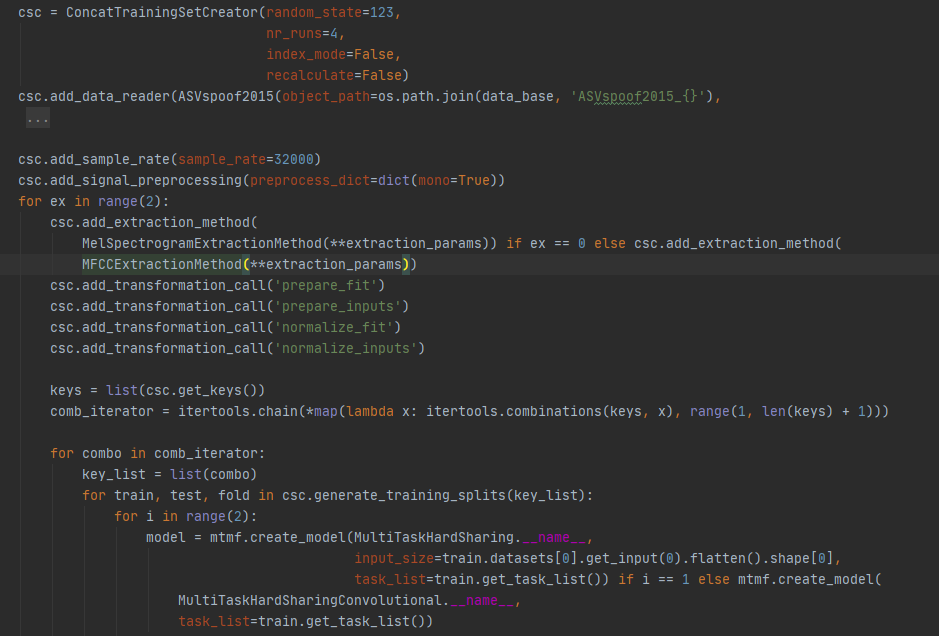 csc = ConcatTrainingSetCreator(random_state=123,
                               nr_runs=4,
                               index_mode=False,
                               recalculate=False)
csc.add_data_reader(ASVspoof2015(object_path=os.path.join(data_base, 'ASVspoof2015_{}'),
...
csc.add_sample_rate(sample_rate=32000)
csc.add_signal_preprocessing(preprocess_dict=dict(mono=True))
for ex in range(2):
    csc.add_extraction_method(
        MelSpectrogramExtractionMethod(**extraction_params)) if ex == 0 else csc.add_extraction_method(
        MFCCExtractionMethod(**extraction_params))
    csc.add_transformation_call('prepare_fit')
    csc.add_transformation_call('prepare_inputs')
    csc.add_transformation_call('normalize_fit')
    csc.add_transformation_call('normalize_inputs')
    keys = list(csc.get_keys())
    comb_iterator = itertools.chain(*map(lambda x: itertools.combinations(keys, x), range(1, len(keys) + 1)))
    for combo in comb_iterator:
        key_list = list(combo)
        for train, test, fold in csc.generate_training_splits(key_list):
            for i in range(2):
                model = mtmf.create_model(MultiTaskHardSharing.__name__,
                                          input_size=train.datasets[0].get_input(0).flatten().shape[0],
                                          task_list=train.get_task_list()) if i == 1 else mtmf.create_model(
                    MultiTaskHardSharingConvolutional.__name__,
                    task_list=train.get_task_list())